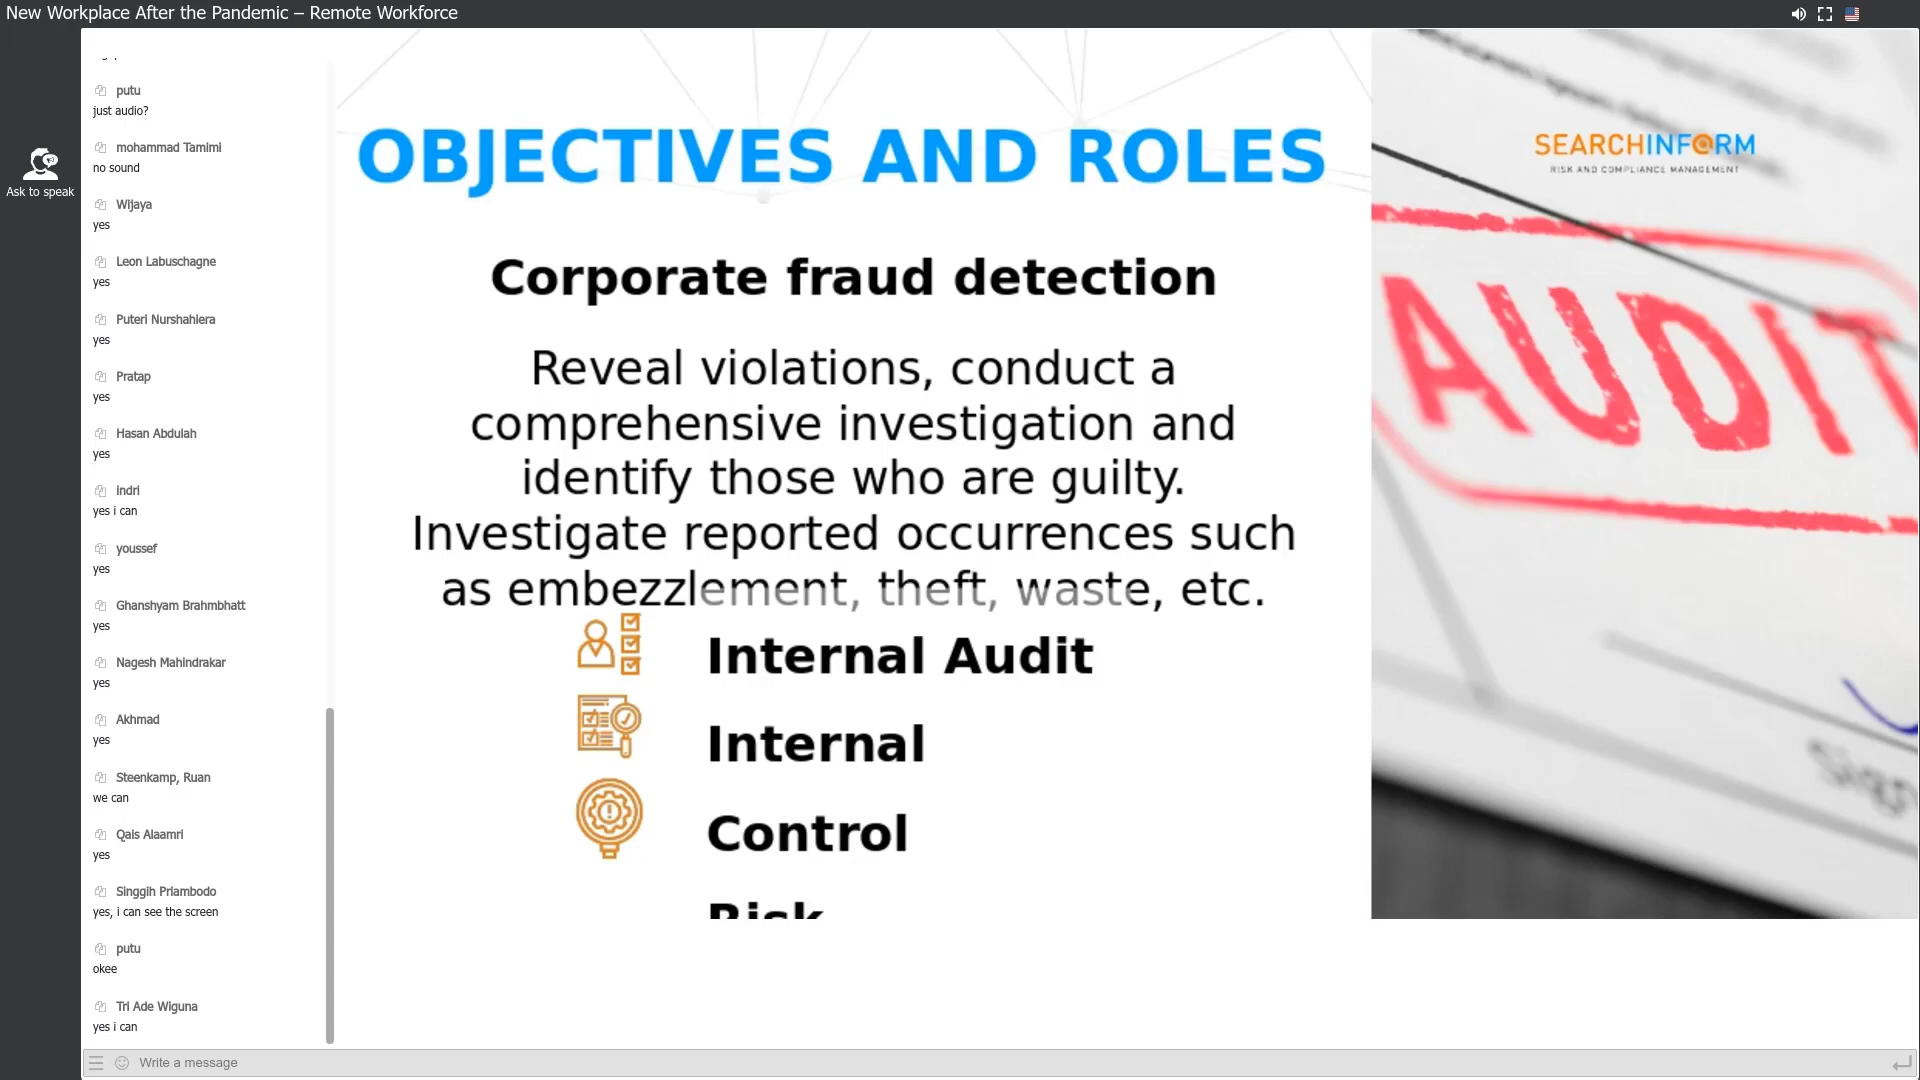 New Workplace After the Pandemic – Remote Workforce
Ask to speak
putu
just audio?
mohammad Tamimi
no sound
Wijaya
yes
Leon Labuschagne
yes
Puteri Nurshahiera
yes
Pratap
yes
Hasan Abdulah
yes
indri
yes i can
youssef
yes
Ghanshyam Brahmbhatt
yes
Nagesh Mahindrakar
yes
Akhmad
yes
Steenkamp, Ruan
we can
Qais Alaamri
yes
Singgih Priambodo
yes, i can see the screen
putu
okee
Tri Ade Wiguna
yes i can
Write a message
OBJECTIVES AND ROLES
Corporate fraud detection
Reveal violations, conduct a
comprehensive investigation and
identify those who are guilty.
Investigate reported occurrences such
as embezzlement, theft, waste, etc.
Internal Audit
Internal
Control
Risk
SEARCHINFORM
RISK AND COMPLIANCE MANAGEMENT
AUDIT